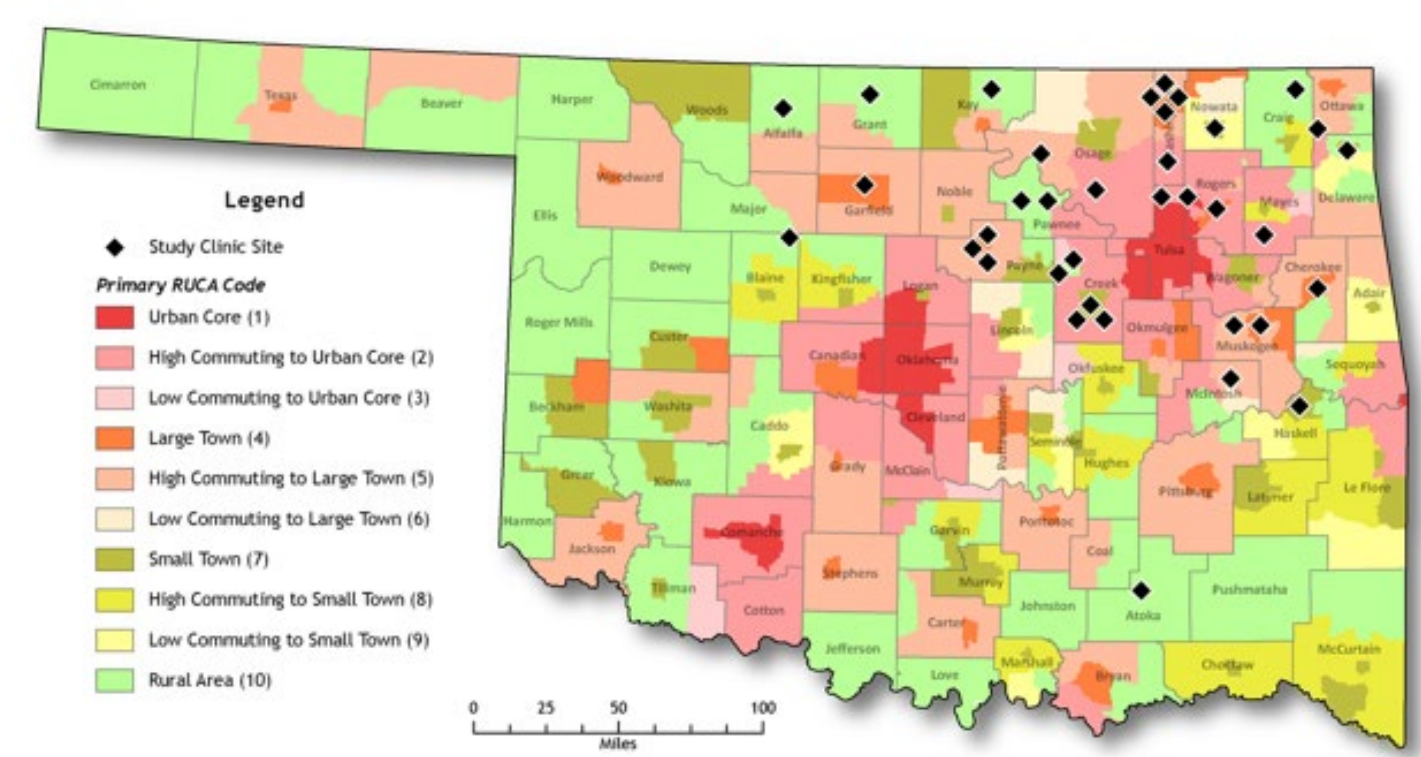 Cimarron
Texas
Beaver
Harper
Woods
Alfalfa
Grant
Kay
Osage
Nowata
Craig
Ottawa
Woodward
Ellis
Major
Garfield
Noble
Pawnee
Rogers
Mayes
Delaware
Legend
Study Clinic Site
Primary RUCA Code
Urban Core (1)
High Commuting to Urban Core (2)
Low Commuting to Urban Core (3)
Large Town (4)
High Commuting to Large Town (5)
Low Commuting to Large Town (6)
Small Town (7)
High Commuting to Small Town (8)
Low Commuting to Small Town (9)
Rural Area (10)
Dewey
Blaine
Kingfisher
Logan
Payne
Creek
Tulsa
Wagoner
Cherokee
Adair
Roger Mills
Custer
Canadian
Oklahoma
Lincoln
Okmulgee
Muskogee
Okfuskee
Sequoyah
Beckham
Washita
Caddo
Cleveland
Pottawatomie
Seminole
McIntosh
Haskell
Hughes
Greer
Kiowa
Grady
McClain
Pittsburg
Latimer
Le Flore
Harmon
Jackson
Comanche
Garvin
Pontotoc
Coal
Tillman
Stephens
Murray
Johnston
Atoka
Pushmataha
Cotton
Carter
Jefferson
Love
Marshall
Bryan
Choctaw
McCurtain
0 25 50 100
Miles